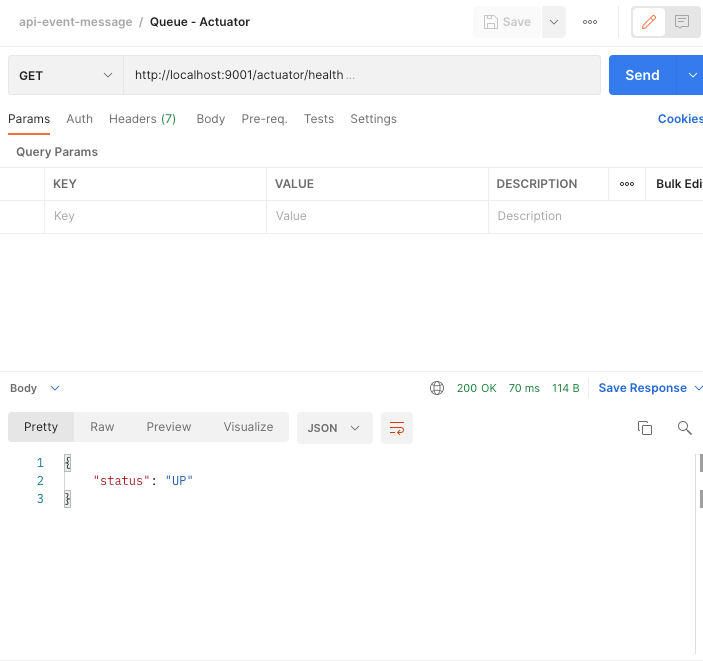 api-event-message / Queue - Actuator
Save
GET
http://localhost:9001/actuator/health ...
Send
Params Auth Headers (7) Body Pre-req. Tests Settings Cookies
Query Params
KEY VALUE DESCRIPTION Bulk Edi
Key Value Description
Body 200 OK 70 ms 114 B Save Response
Pretty Raw Preview Visualize JSON
1 {
2 "status": "UP"
3 }